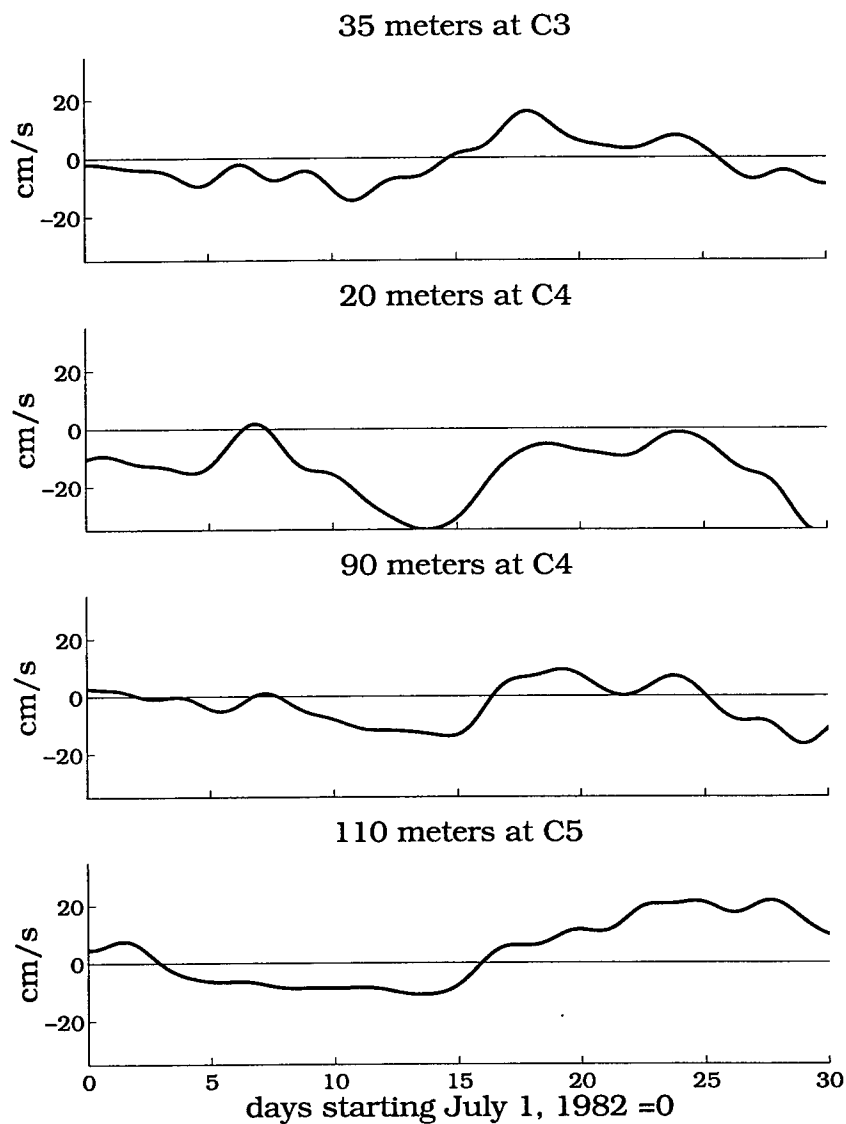 35 meters at C3
20
0
−20
cm/s
20 meters at C4
20
0
−20
cm/s
90 meters at C4
20
0
−20
cm/s
110 meters at C5
20
0
−20
cm/s
0 5 10 15 20 25 30
days starting July 1, 1982 =0